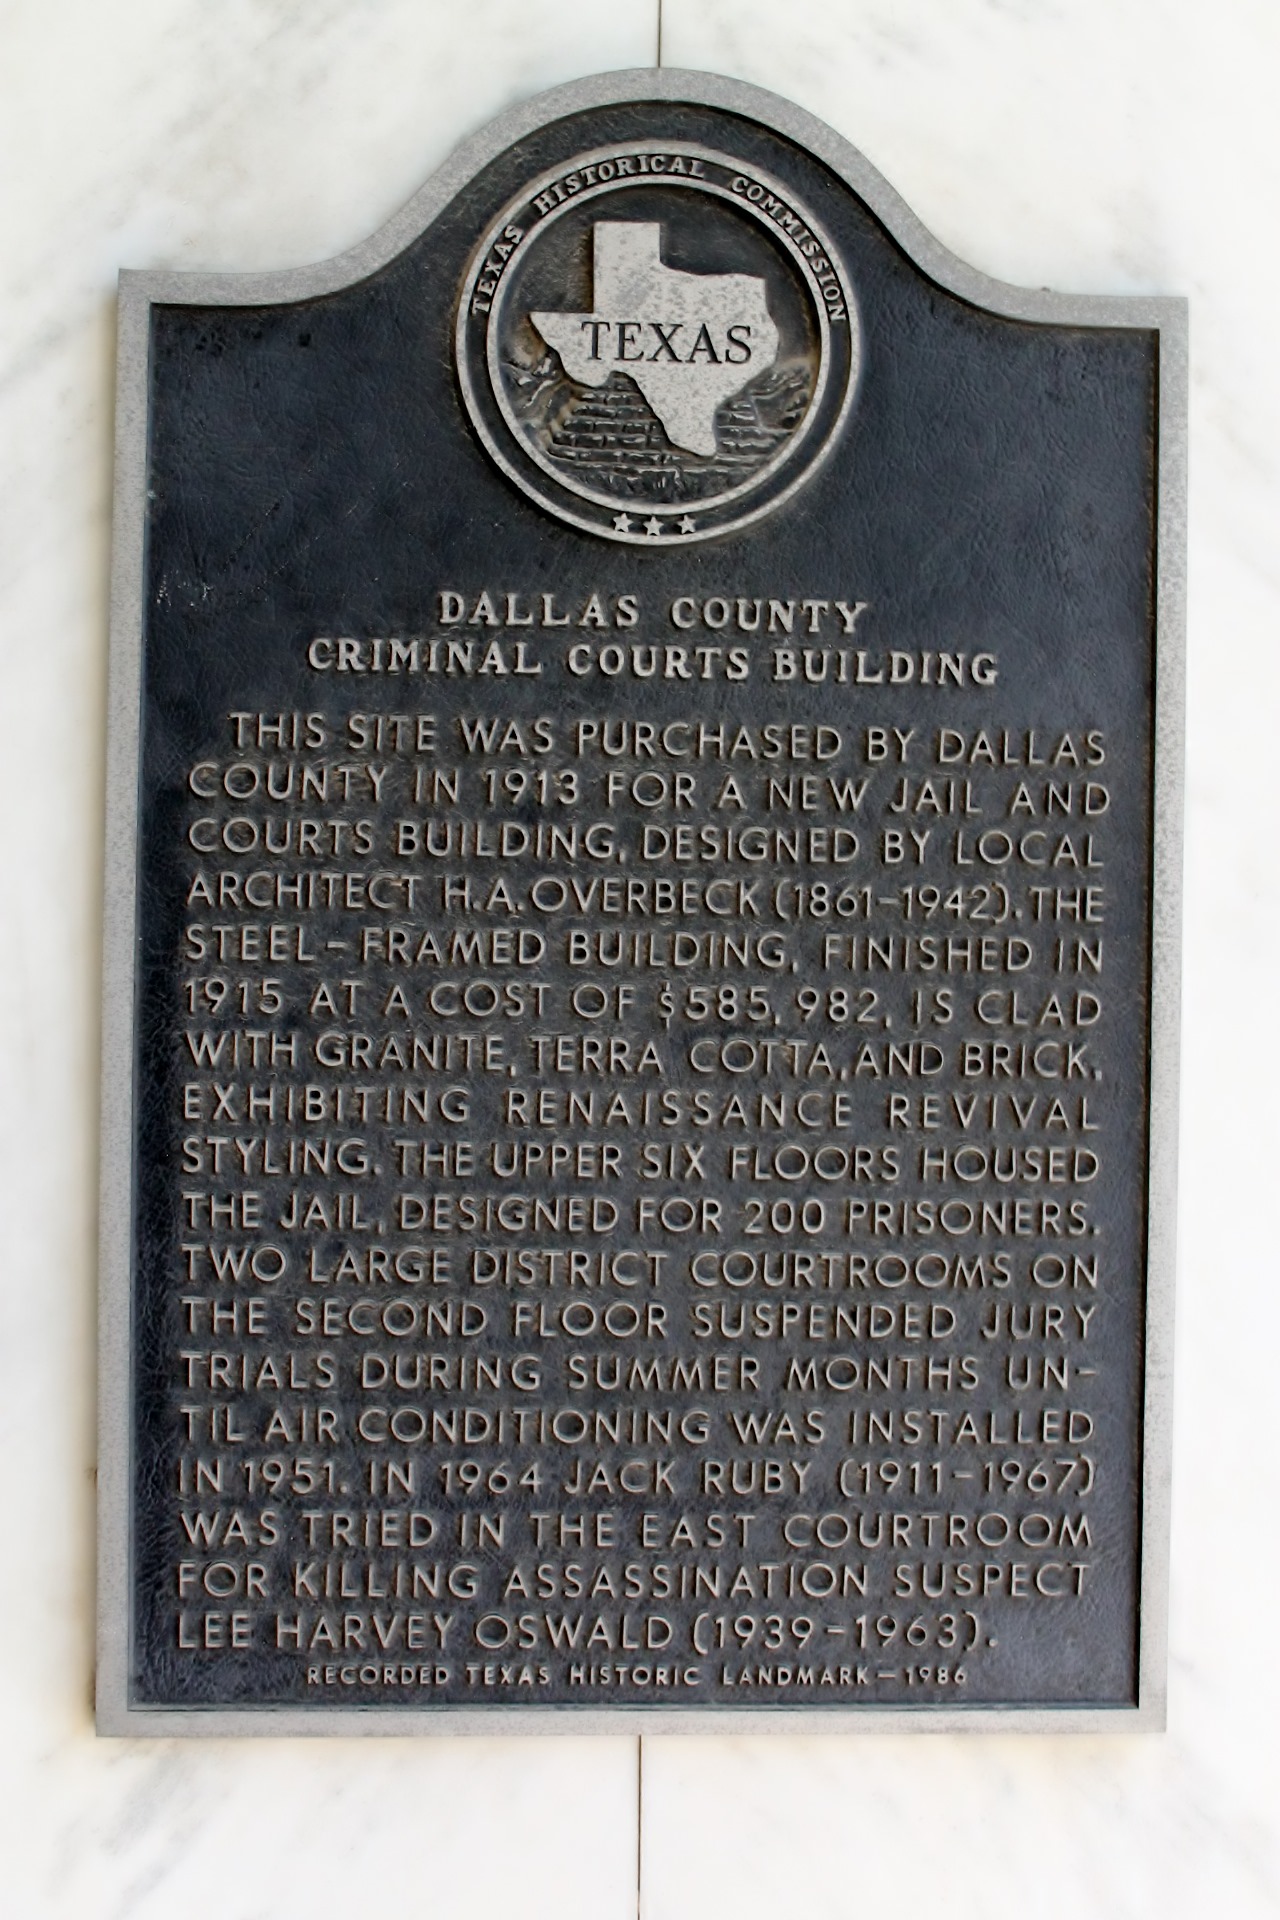 TEXAS HISTORICAL COMMISSION
TEXAS
DALLAS COUNTY
CRIMINAL COURTS BUILDING
THIS SITE WAS PURCHASED BY DALLAS
COUNTY IN 1913 FOR A NEW JAIL AND
COURTS BUILDING, DESIGNED BY LOCAL
ARCHITECT H.A. OVERBECK (1861-1942). THE
STEEL-FRAMED BUILDING, FINISHED IN
1915 AT A COST OF $585,982, IS CLAD
WITH GRANITE, TERRA COTTA, AND BRICK,
EXHIBITING RENAISSANCE REVIVAL
STYLING. THE UPPER SIX FLOORS HOUSED
THE JAIL, DESIGNED FOR 200 PRISONERS.
TWO LARGE DISTRICT COURTROOMS ON
THE SECOND FLOOR SUSPENDED JURY
TRIALS DURING SUMMER MONTHS UN-
TIL AIR CONDITIONING WAS INSTALLED
IN 1951. IN 1964 JACK RUBY (1911-1967)
WAS TRIED IN THE EAST COURTROOM
FOR KILLING ASSASSINATION SUSPECT
LEE HARVEY OSWALD (1939-1963).
RECORDED TEXAS HISTORIC LANDMARK-1986